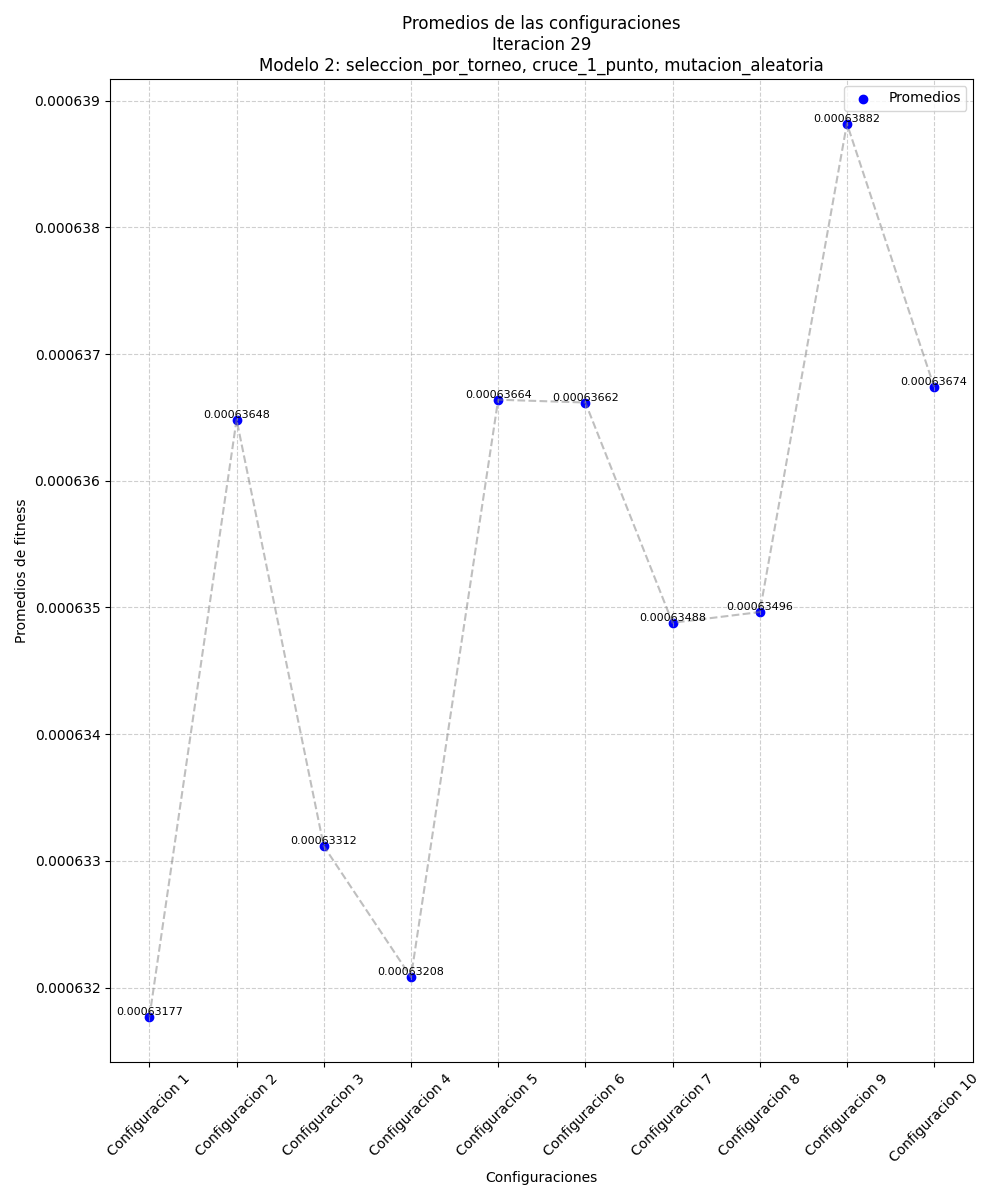 Promedios de las configuraciones
Iteracion 29
Modelo 2: seleccion_por_torneo, cruce_1_punto, mutacion_aleatoria
Promedios
0.000639
0.000638
0.000637
0.000636
0.000635
0.000634
0.000633
0.000632
Promedios de fitness
0.00063177
0.00063648
0.00063312
0.00063208
0.00063664
0.00063662
0.00063488
0.00063496
0.00063882
0.00063674
Configuracion 1
Configuracion 2
Configuracion 3
Configuracion 4
Configuracion 5
Configuracion 6
Configuracion 7
Configuracion 8
Configuracion 9
Configuracion 10
Configuraciones